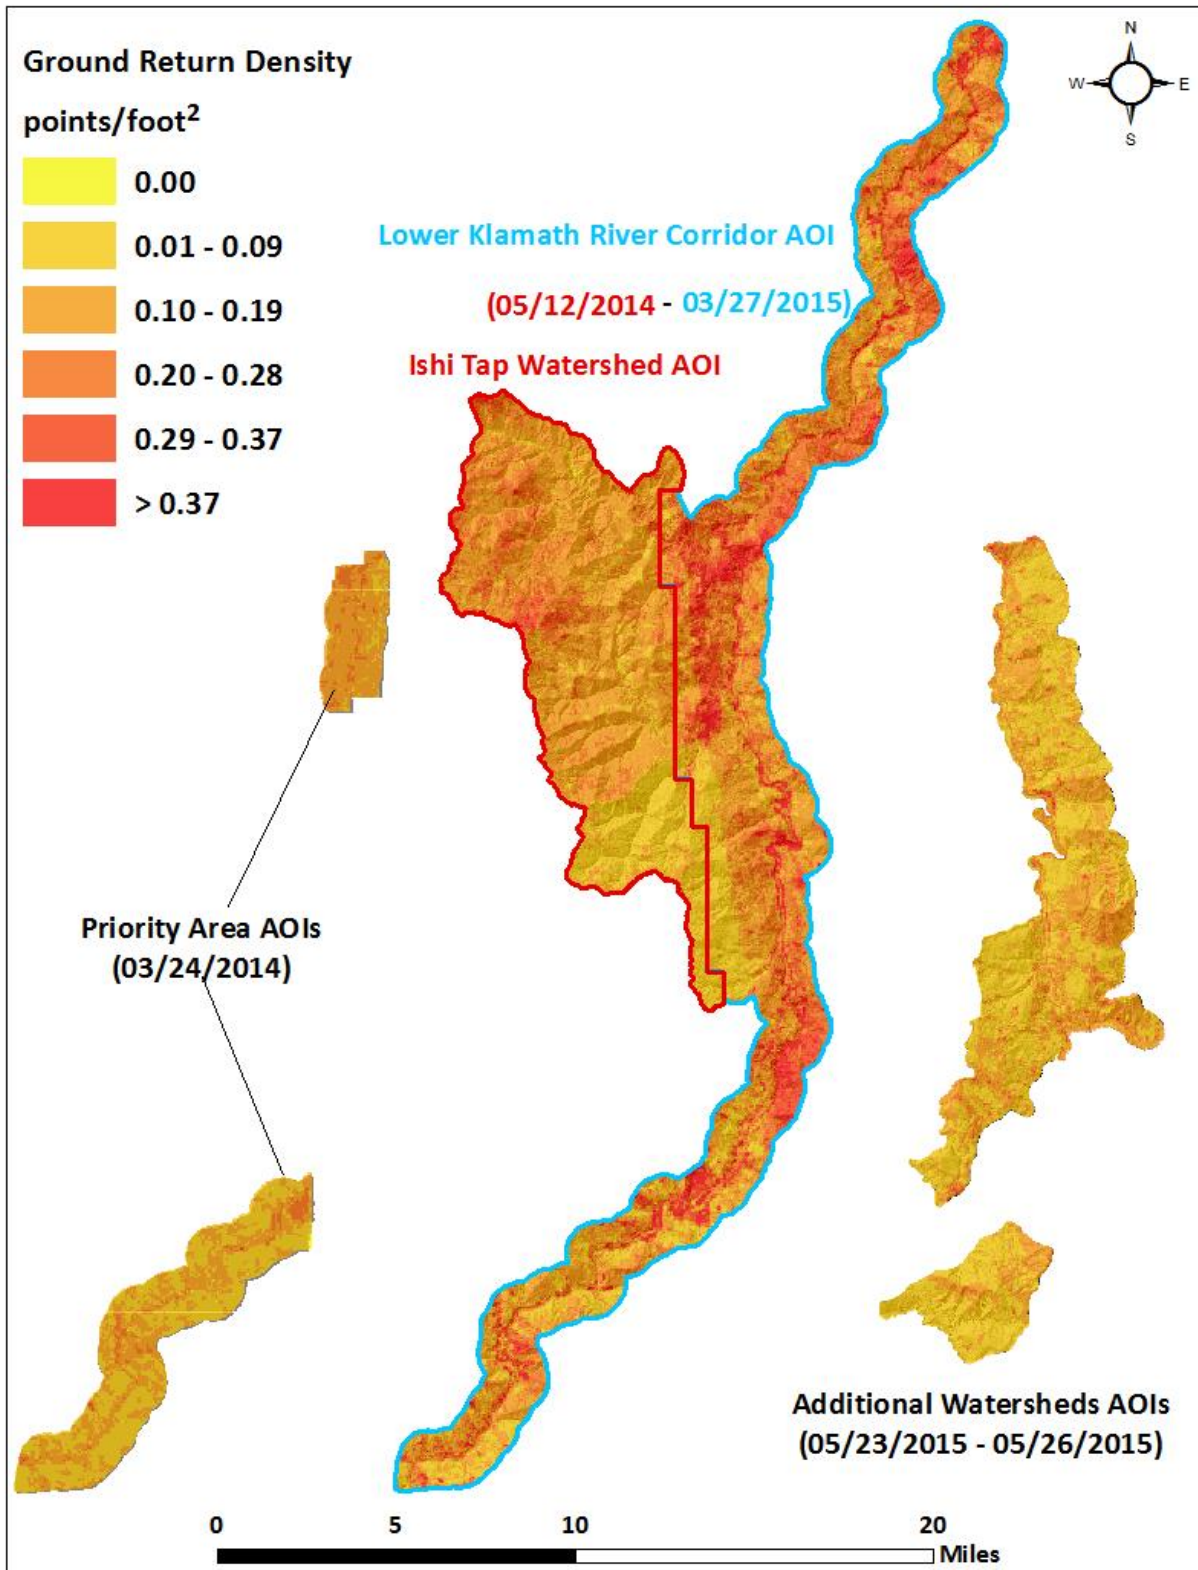 Ground Return Density
points/foot²
0.00
0.01 - 0.09
0.10 - 0.19
0.20 - 0.28
0.29 - 0.37
> 0.37
N
W
E
S
Lower Klamath River Corridor AOI
(05/12/2014 - 03/27/2015)
Ishi Tap Watershed AOI
Priority Area AOIs
(03/24/2014)
Additional Watersheds AOIs
(05/23/2015 - 05/26/2015)
0 5 10 20
Miles